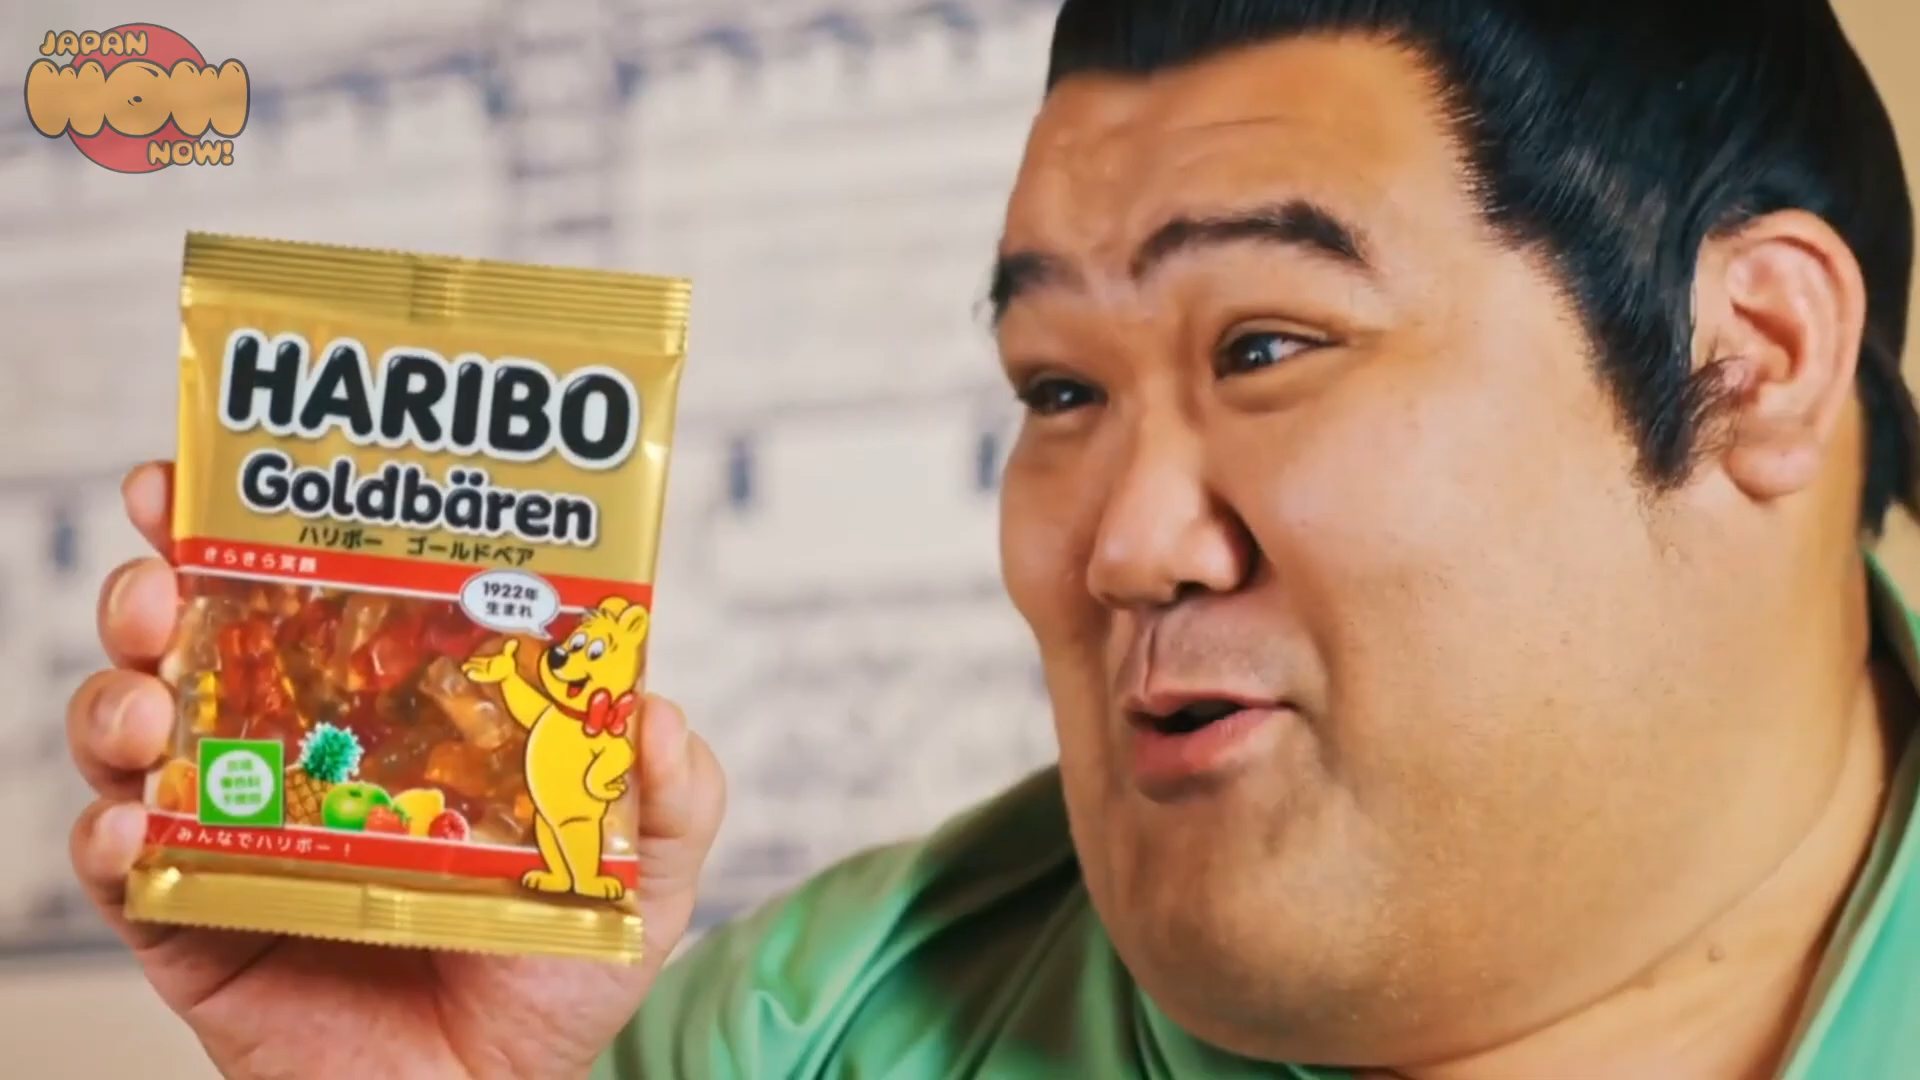 JAPAN
WOW
NOW!
HARIBO
Goldbären
ハリボー ゴールドベア
きらきら笑顔
1922年
生まれ
みんなでハリボー！